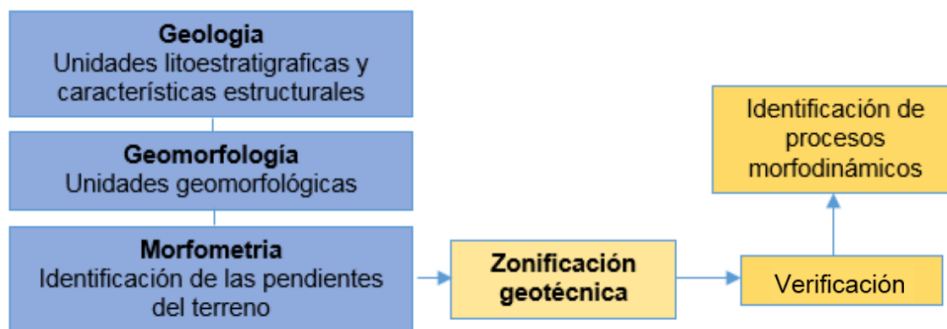 Geologia
Unidades litoestratigraficas y
características estructurales
Geomorfología
Unidades geomorfológicas
Morfometria
Identificación de las pendientes
del terreno
Zonificación
geotécnica
Verificación
Identificación de
procesos
morfodinámicos